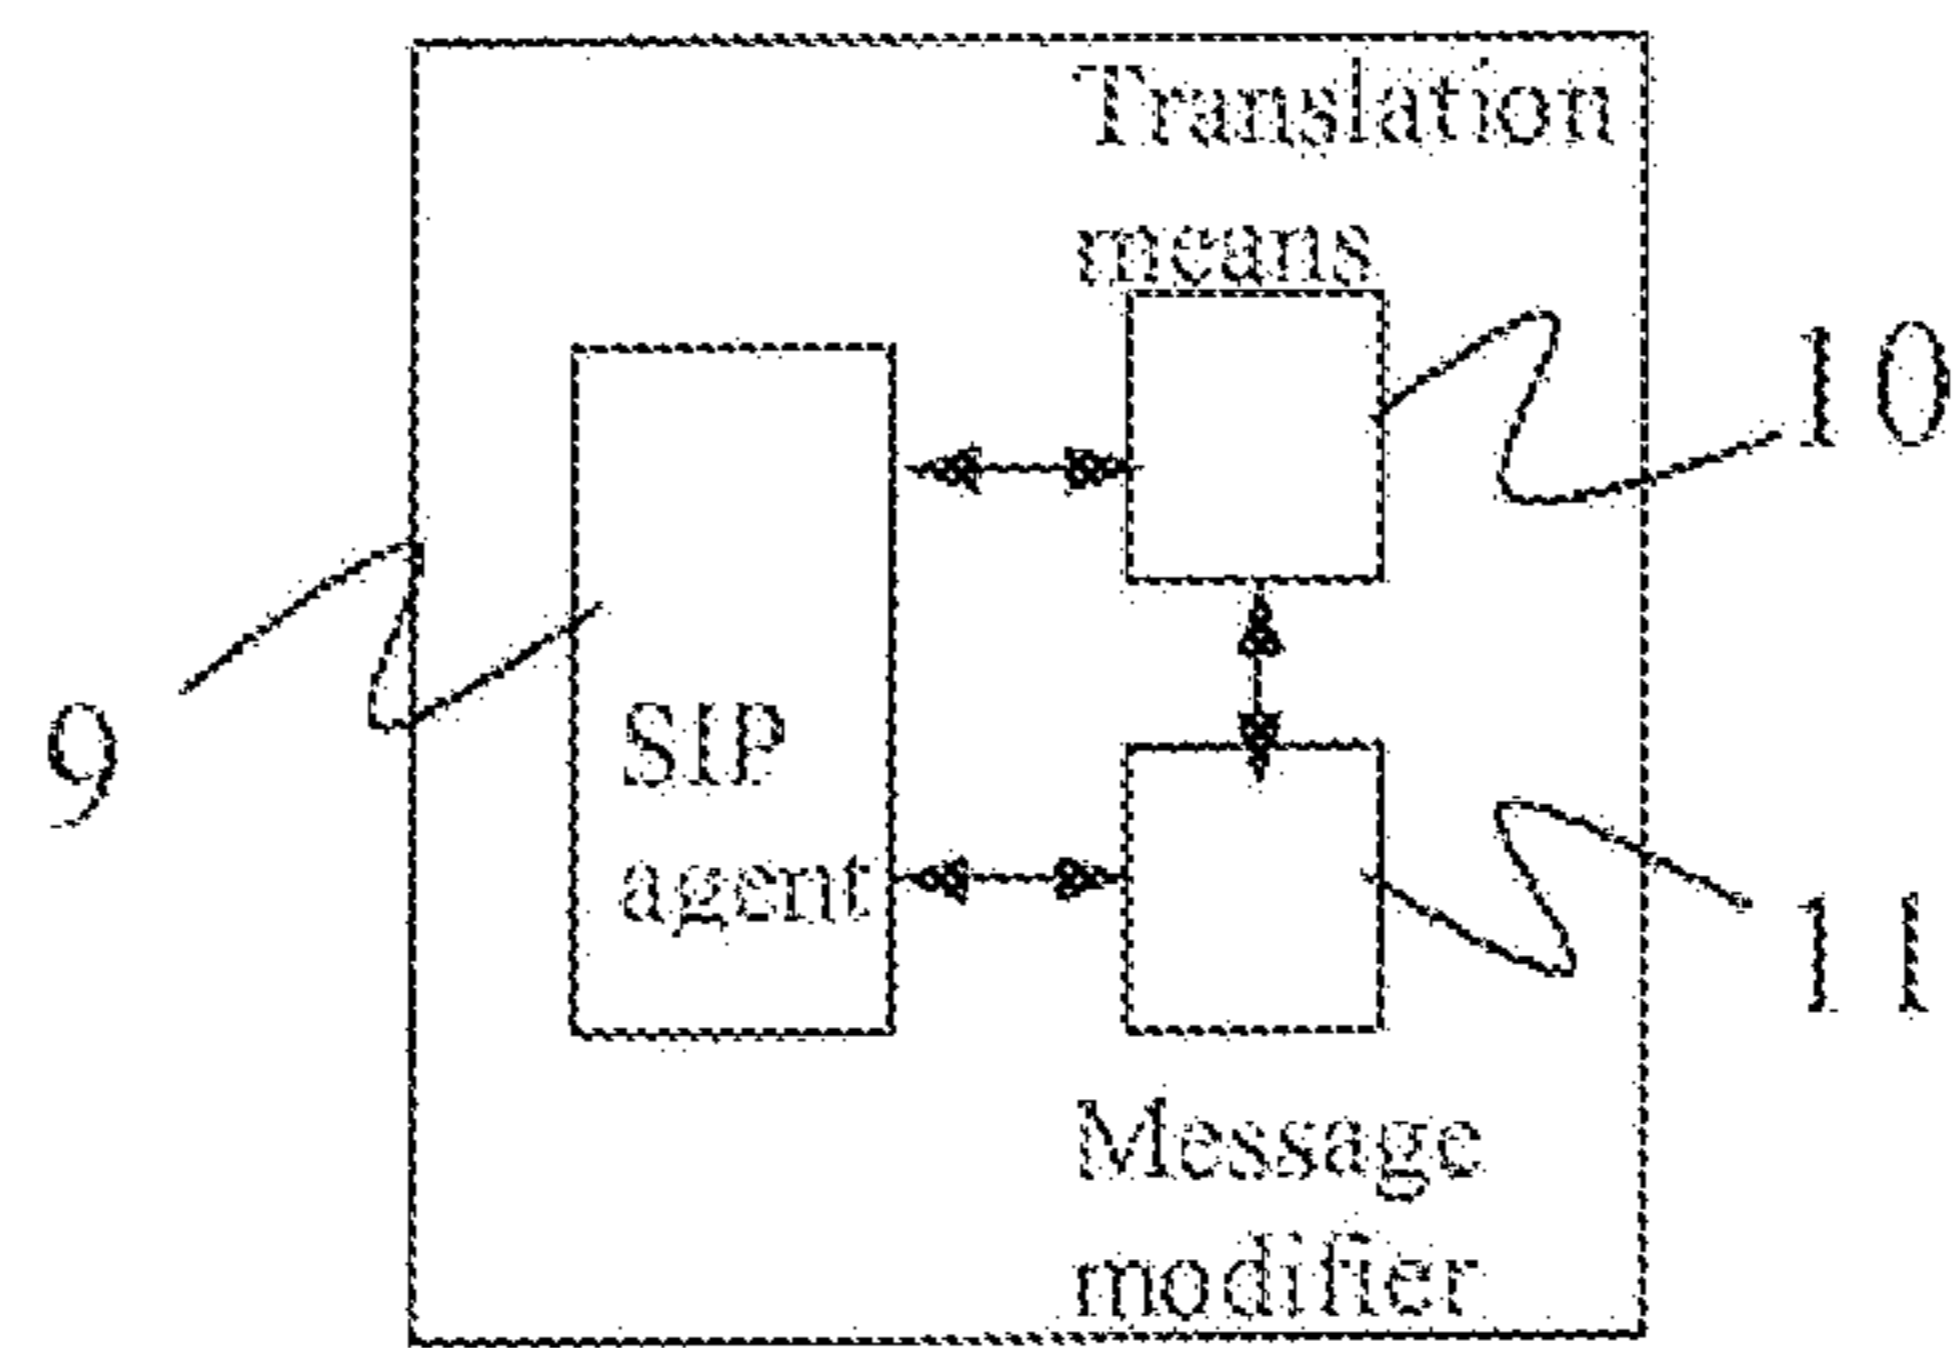 Translation
means
10
9
SIP
agent
11
Message
modifier